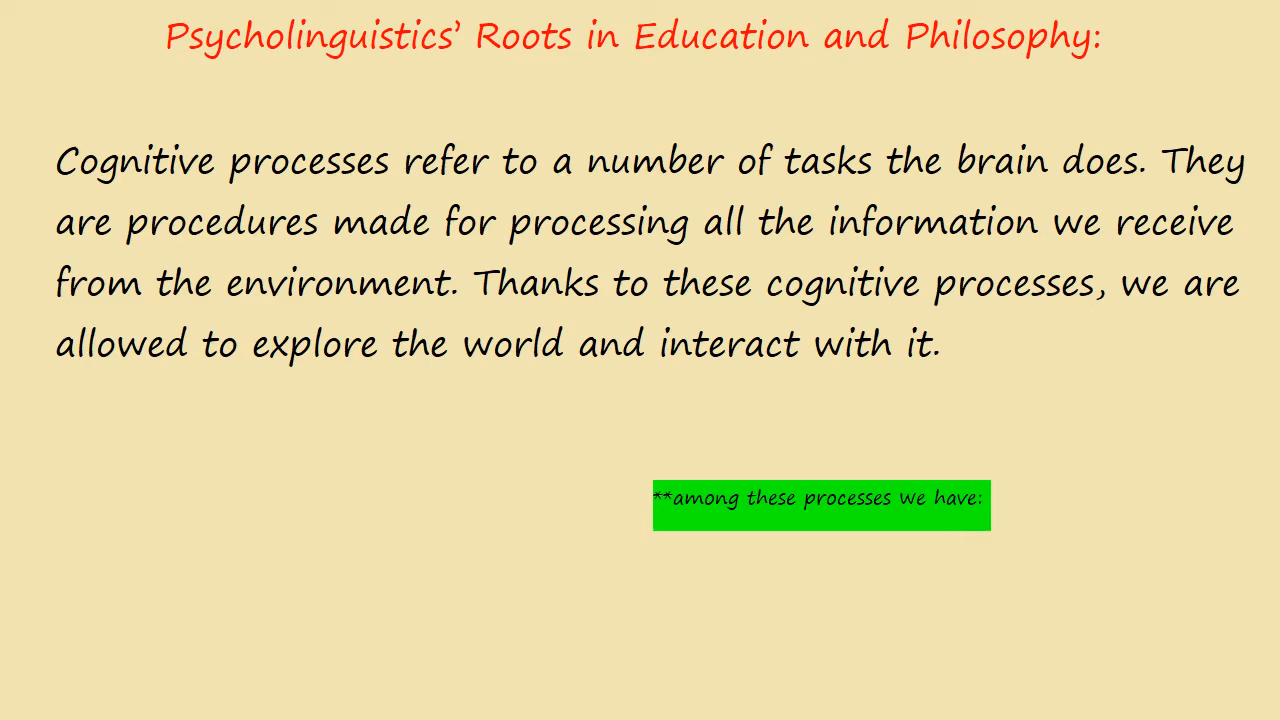 Psycholinguistics’ Roots in Education and Philosophy:
Cognitive processes refer to a number of tasks the brain does. They
are procedures made for processing all the information we receive
from the environment. Thanks to these cognitive processes, we are
allowed to explore the world and interact with it.
**among these processes we have: